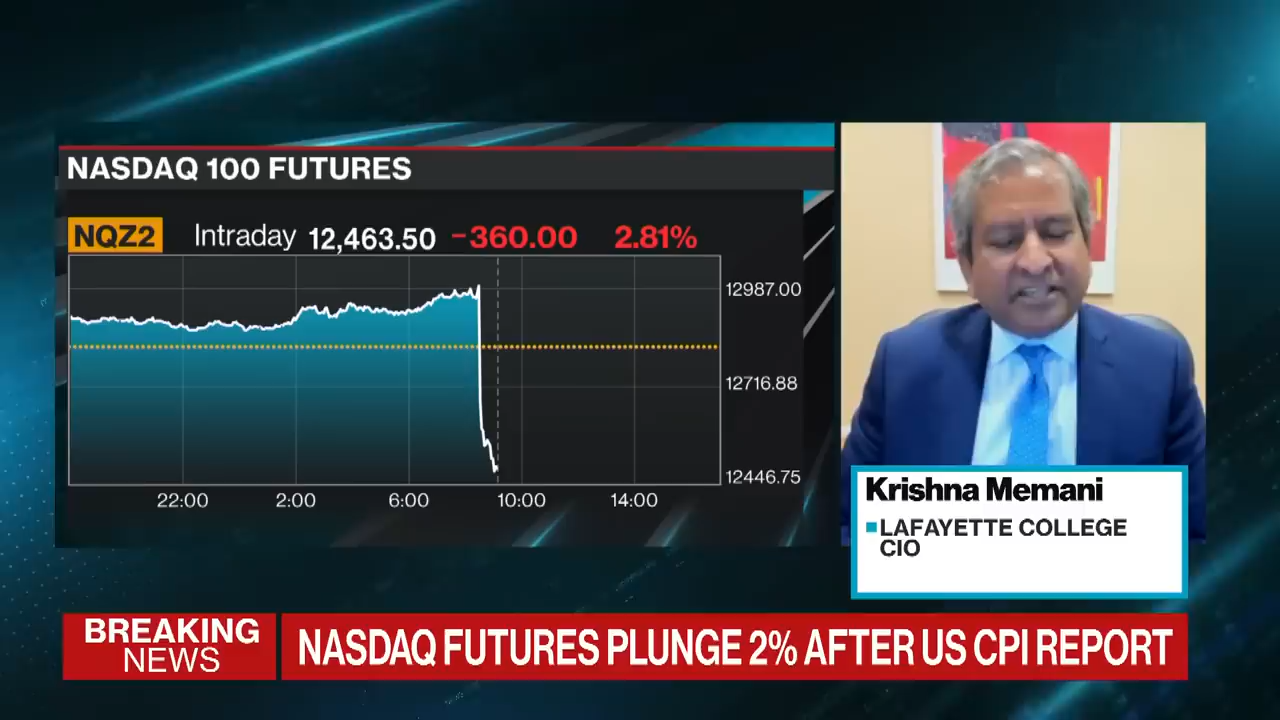 NASDAQ 100 FUTURES
NQZ2 Intraday 12,463.50 -360.00 2.81%
12987.00
12716.88
12446.75
22:00 2:00 6:00 10:00 14:00
Krishna Memani
LAFAYETTE COLLEGE
CIO
BREAKING
NEWS
NASDAQ FUTURES PLUNGE 2% AFTER US CPI REPORT